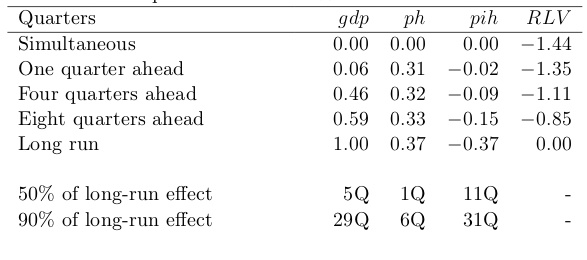 Quarters gdp ph pih RLV
Simultaneous 0.00 0.00 0.00 −1.44
One quarter ahead 0.06 0.31 −0.02 −1.35
Four quarters ahead 0.46 0.32 −0.09 −1.11
Eight quarters ahead 0.59 0.33 −0.15 −0.85
Long run 1.00 0.37 −0.37 0.00
50% of long-run effect 5Q 1Q 11Q -
90% of long-run effect 29Q 6Q 31Q -